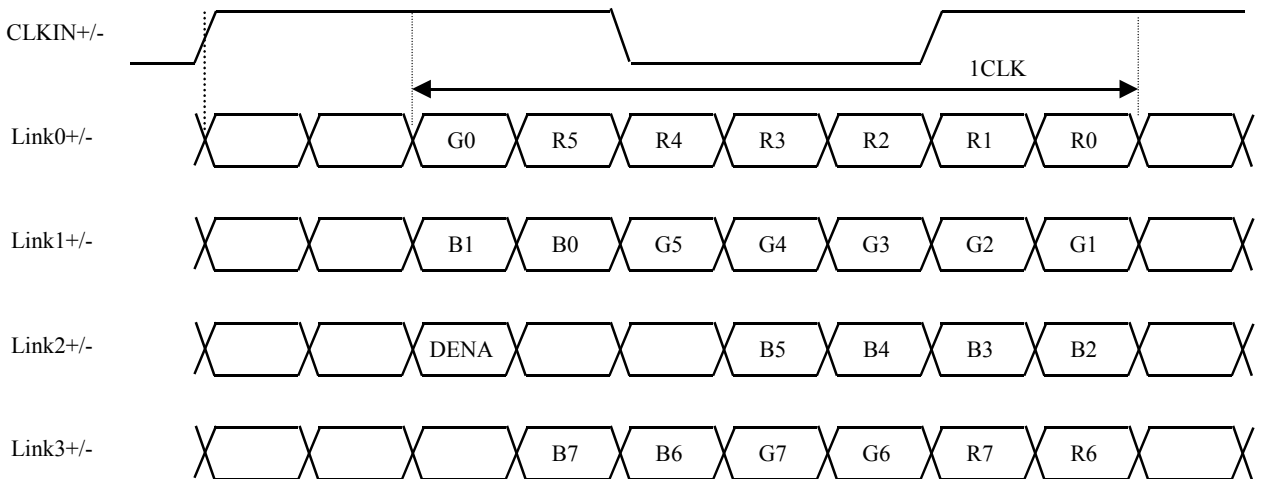 CLKIN+/-
1CLK
Link0+/- G0 R5 R4 R3 R2 R1 R0
Link1+/- B1 B0 G5 G4 G3 G2 G1
Link2+/- DENA B5 B4 B3 B2
Link3+/- B7 B6 G7 G6 R7 R6